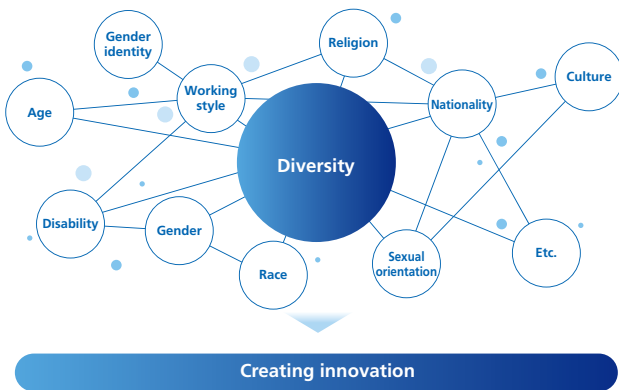 Gender
identity
Religion
Culture
Working
style
Nationality
Age
Diversity
Disability
Gender
Sexual
orientation
Etc.
Race
Creating innovation